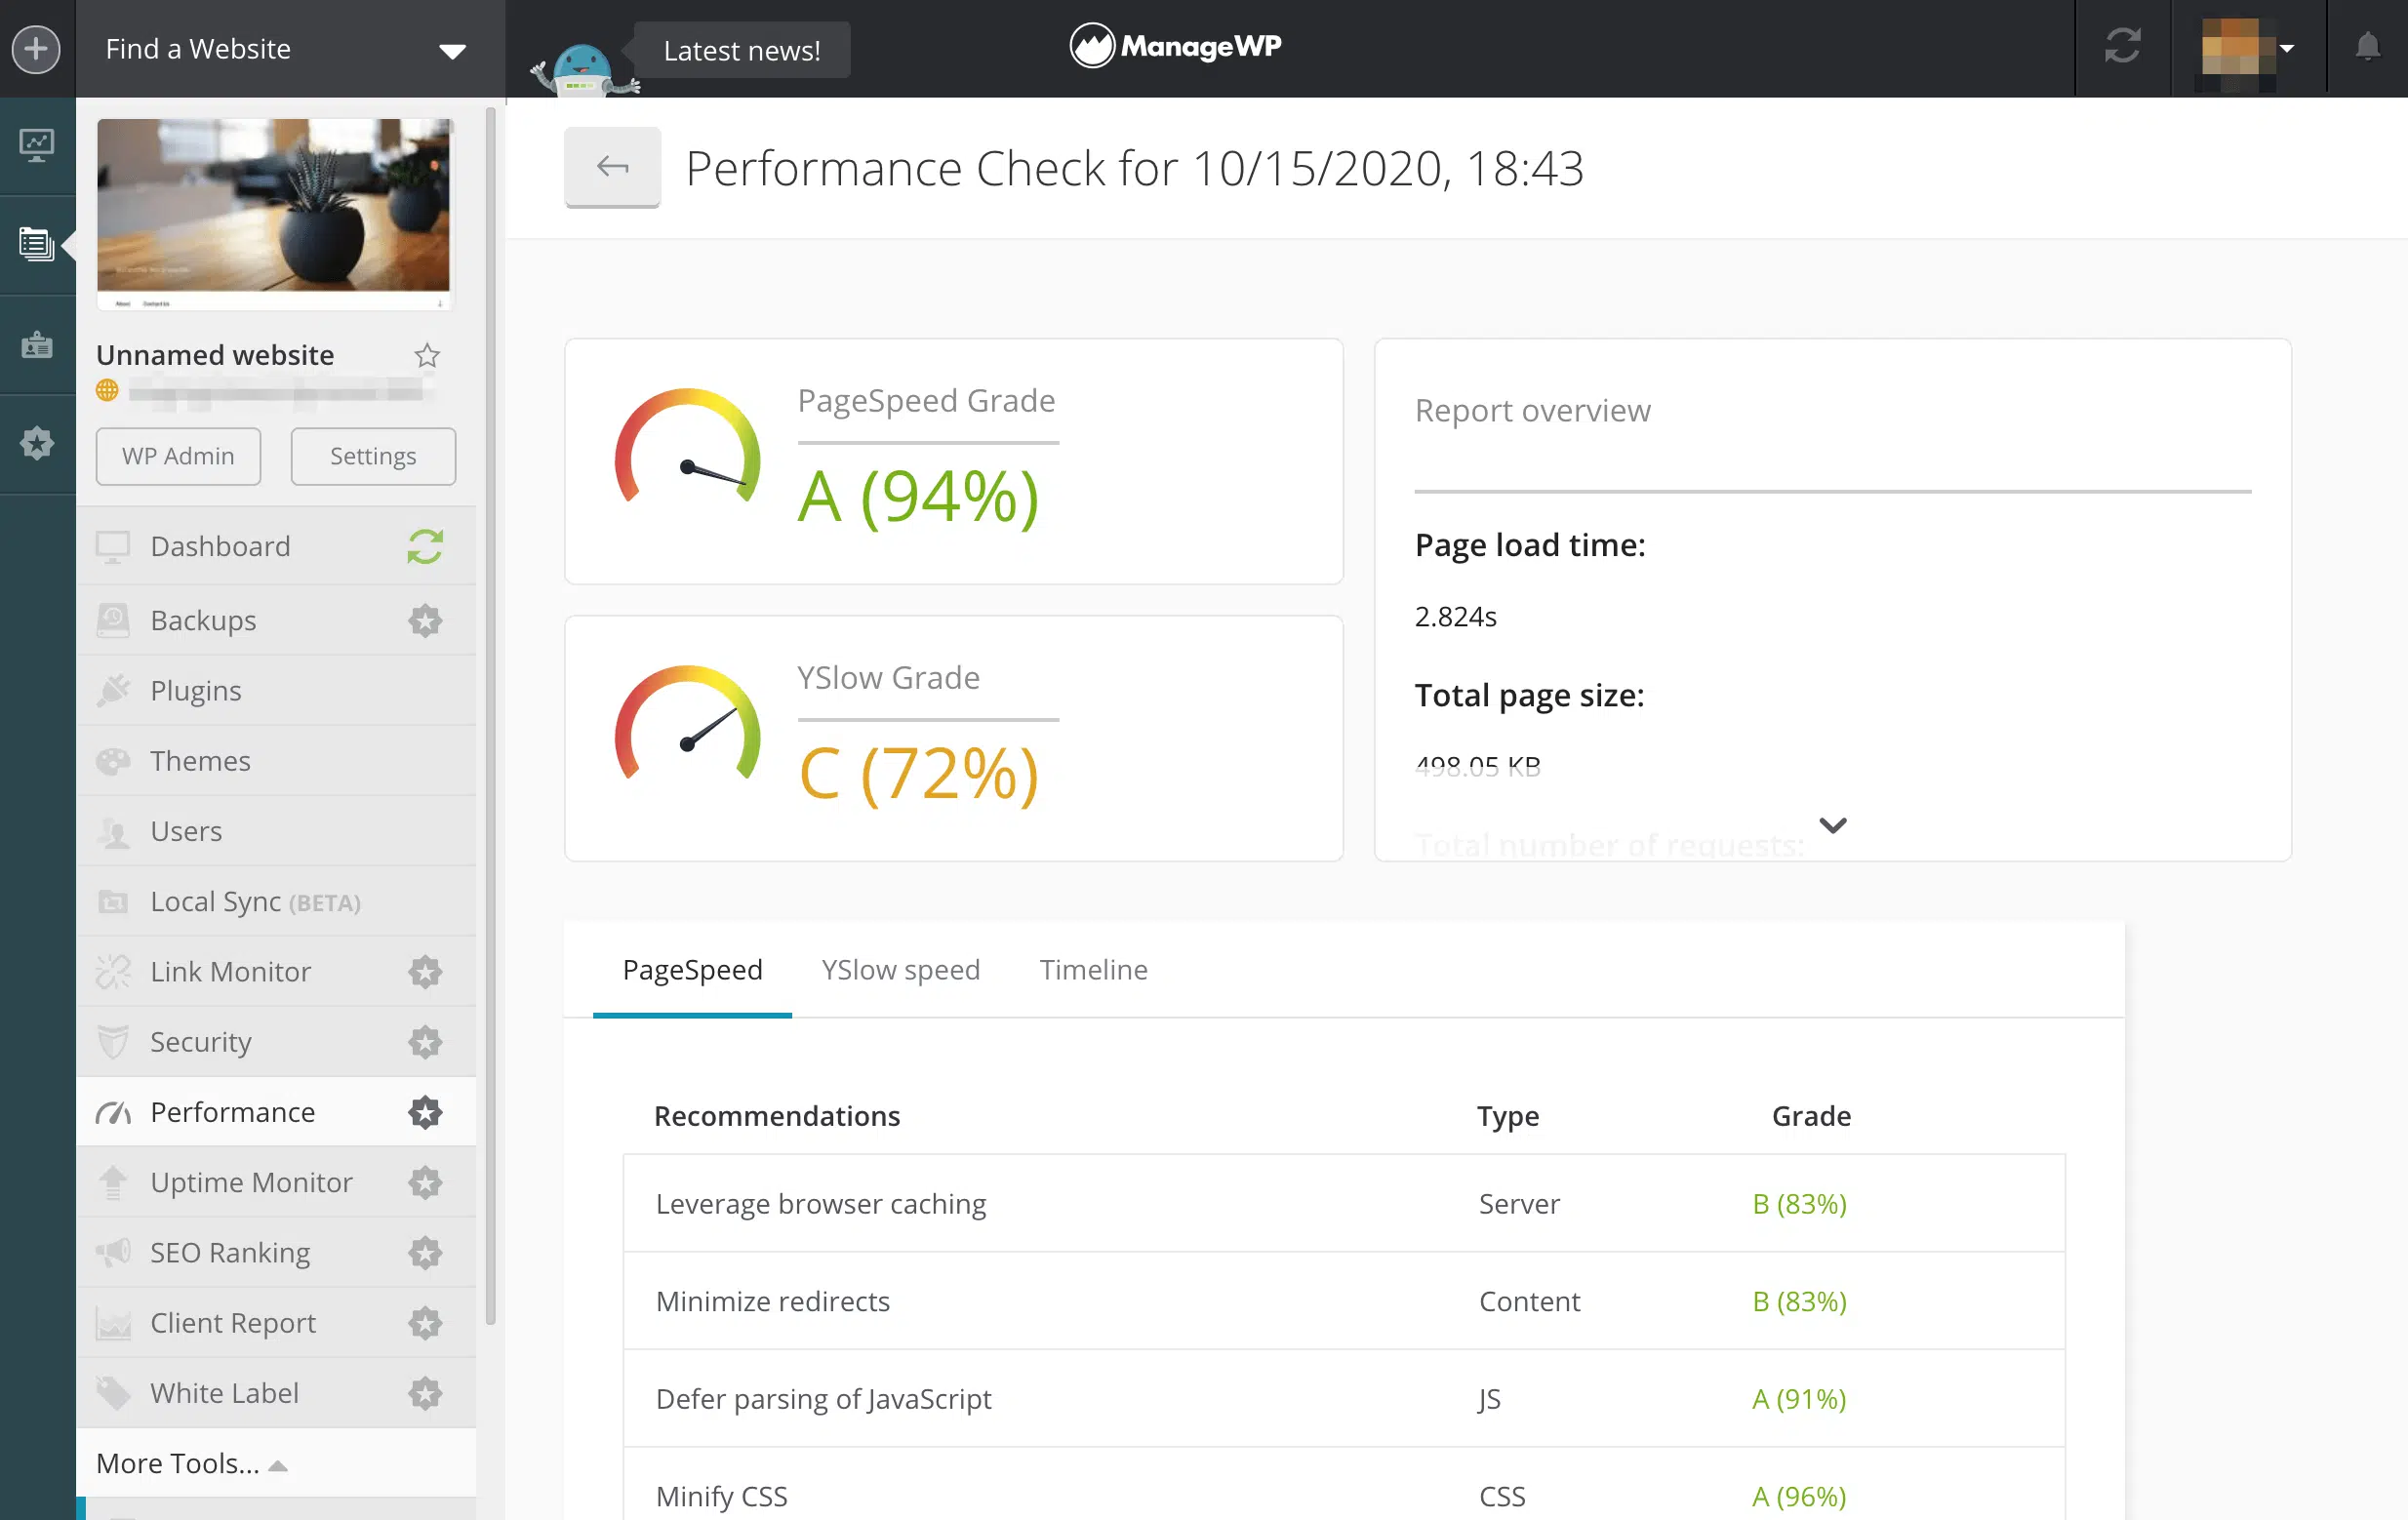 Find a Website
Latest news!
ManageWP
Performance Check for 10/15/2020, 18:43
Unnamed website
WP Admin
Settings
Dashboard
Backups
Plugins
Themes
Users
Local Sync (BETA)
Link Monitor
Security
Performance
Uptime Monitor
SEO Ranking
Client Report
White Label
More Tools...
PageSpeed Grade
A (94%)
YSlow Grade
C (72%)
Report overview
Page load time:
2.824s
Total page size:
498.05 KB
Total number of requests:
PageSpeed
YSlow speed
Timeline
Recommendations Type Grade
Leverage browser caching Server B (83%)
Minimize redirects Content B (83%)
Defer parsing of JavaScript JS A (91%)
Minify CSS CSS A (96%)